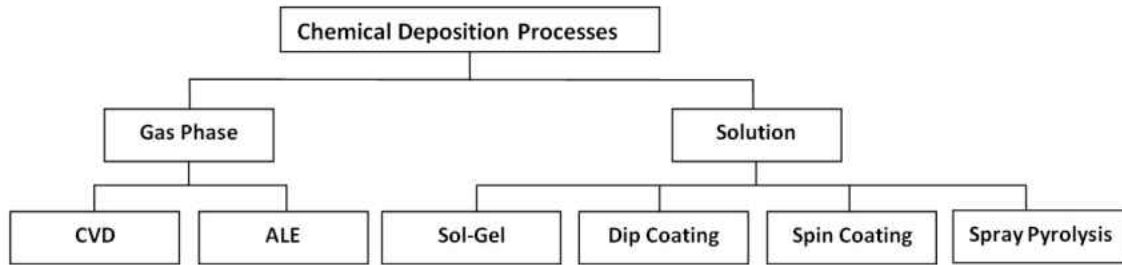 Chemical Deposition Processes
Gas Phase
Solution
CVD
ALE
Sol-Gel
Dip Coating
Spin Coating
Spray Pyrolysis